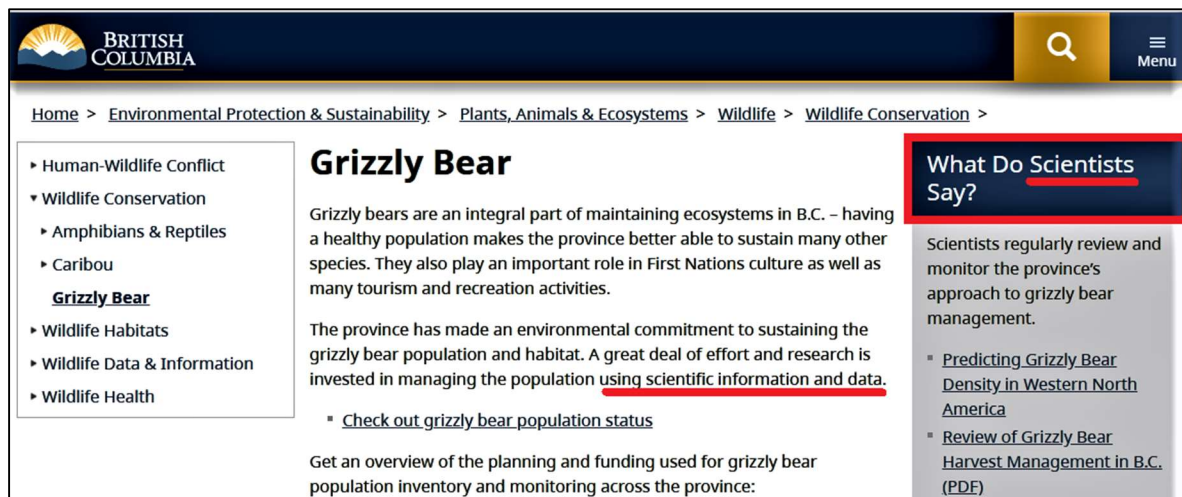 BRITISH
COLUMBIA
Menu
Home > Environmental Protection & Sustainability > Plants, Animals & Ecosystems > Wildlife > Wildlife Conservation >
Human-Wildlife Conflict
Wildlife Conservation
Amphibians & Reptiles
Caribou
Grizzly Bear
Wildlife Habitats
Wildlife Data & Information
Wildlife Health
Grizzly Bear
Grizzly bears are an integral part of maintaining ecosystems in B.C. – having
a healthy population makes the province better able to sustain many other
species. They also play an important role in First Nations culture as well as
many tourism and recreation activities.
The province has made an environmental commitment to sustaining the
grizzly bear population and habitat. A great deal of effort and research is
invested in managing the population using scientific information and data.
Check out grizzly bear population status
Get an overview of the planning and funding used for grizzly bear
population inventory and monitoring across the province:
What Do Scientists
Say?
Scientists regularly review and
monitor the province's
approach to grizzly bear
management.
Predicting Grizzly Bear
Density in Western North
America
Review of Grizzly Bear
Harvest Management in B.C.
(PDF)